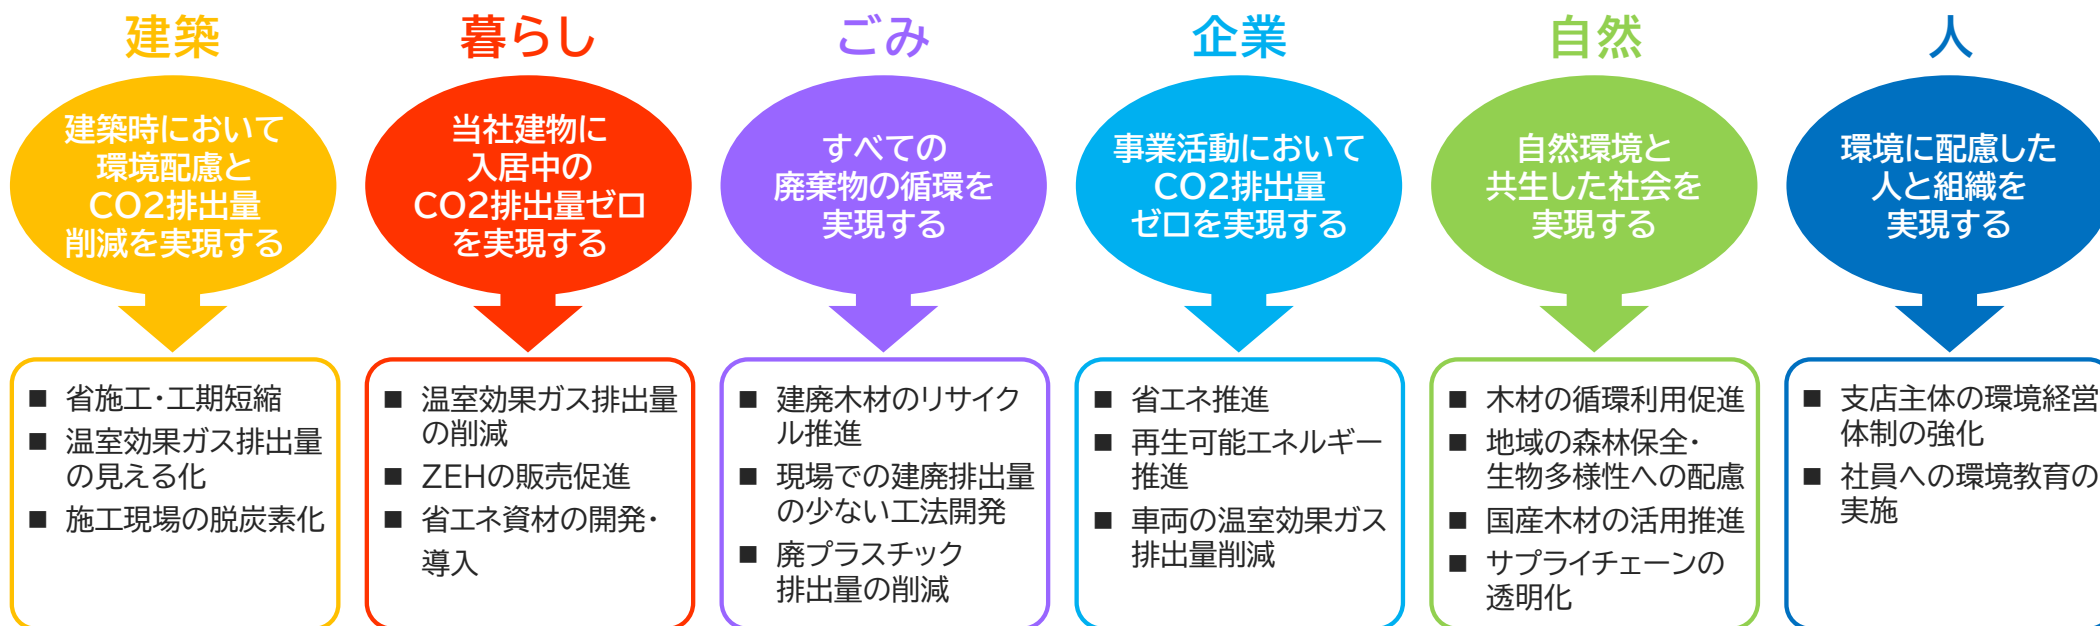 建築
建築時において
環境配慮と
CO2排出量
削減を実現する
■ 省施工・工期短縮
■ 温室効果ガス排出量
の見える化
■ 施工現場の脱炭素化
暮らし
当社建物に
入居中の
CO2排出量ゼロ
を実現する
■ 温室効果ガス排出量
の削減
■ ZEHの販売促進
■ 省エネ資材の開発・
導入
ごみ
すべての
廃棄物の循環を
実現する
■ 建廃木材のリサイク
ル推進
■ 現場での建廃排出量
の少ない工法開発
■ 廃プラスチック
排出量の削減
企業
事業活動において
CO2排出量
ゼロを実現する
■ 省エネ推進
■ 再生可能エネルギー
推進
■ 車両の温室効果ガス
排出量削減
自然
自然環境と
共生した社会を
実現する
■ 木材の循環利用促進
■ 地域の森林保全・
生物多様性への配慮
■ 国産木材の活用推進
■ サプライチェーンの
透明化
人
環境に配慮した
人と組織を
実現する
■ 支店主体の環境経営
体制の強化
■ 社員への環境教育の
実施